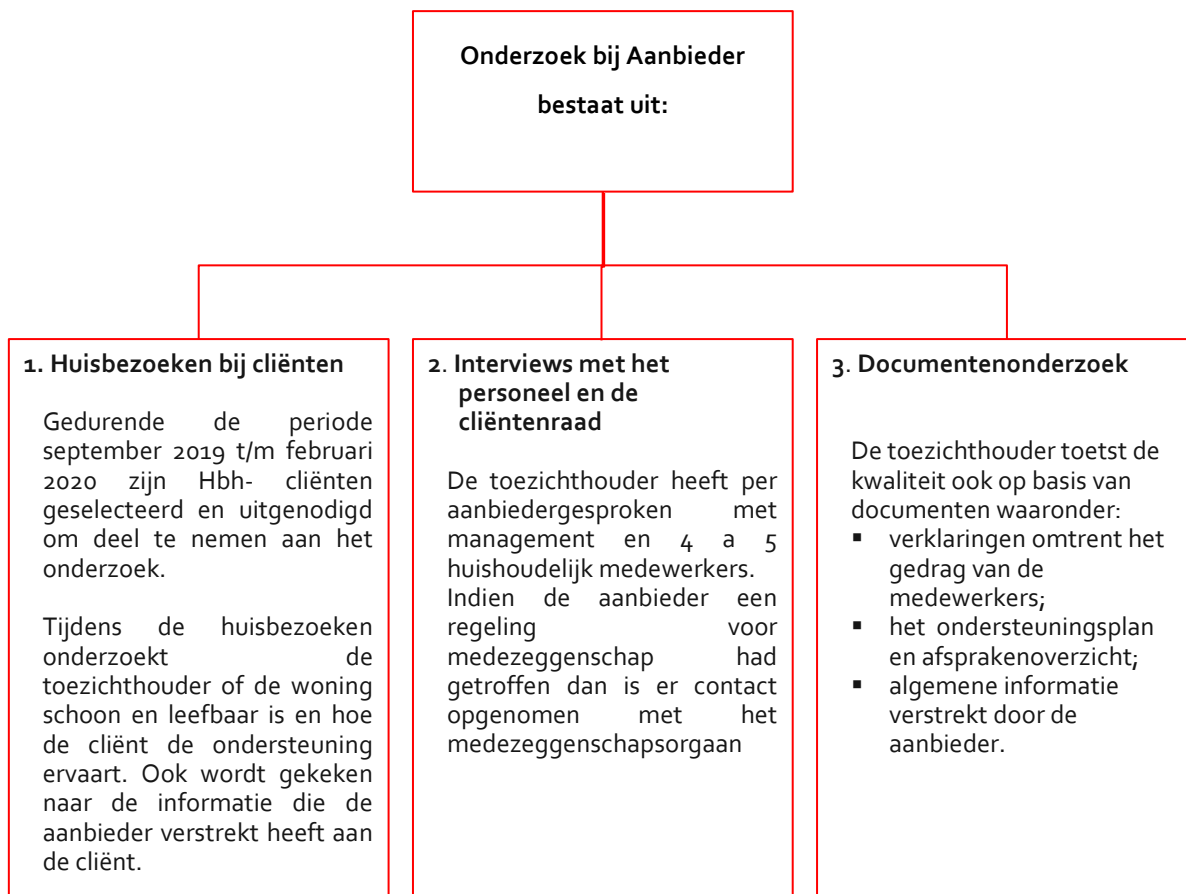 Onderzoek bij Aanbieder
bestaat uit:
1. Huisbezoeken bij cliënten
Gedurende de periode
september 2019 t/m februari
2020 zijn Hbh- cliënten
geselecteerd en uitgenodigd
om deel te nemen aan het
onderzoek.
Tijdens de huisbezoeken
onderzoekt de
toezichthouder of de woning
schoon en leefbaar is en hoe
de cliënt de ondersteuning
ervaart. Ook wordt gekeken
naar de informatie die de
aanbieder verstrekt heeft aan
de cliënt.
2. Interviews met het
personeel en de
cliëntenraad
De toezichthouder heeft per
aanbiedergesproken met
management en 4 a 5
huishoudelijk medewerkers.
Indien de aanbieder een
regeling voor
medezeggenschap had
getroffen dan is er contact
opgenomen met het
medezeggenschapsorgaan
3. Documentenonderzoek
De toezichthouder toetst de
kwaliteit ook op basis van
documenten waaronder:
▪ verklaringen omtrent het
gedrag van de
medewerkers;
▪ het ondersteuningsplan
en afsprakenoverzicht;
▪ algemene informatie
verstrekt door de
aanbieder.